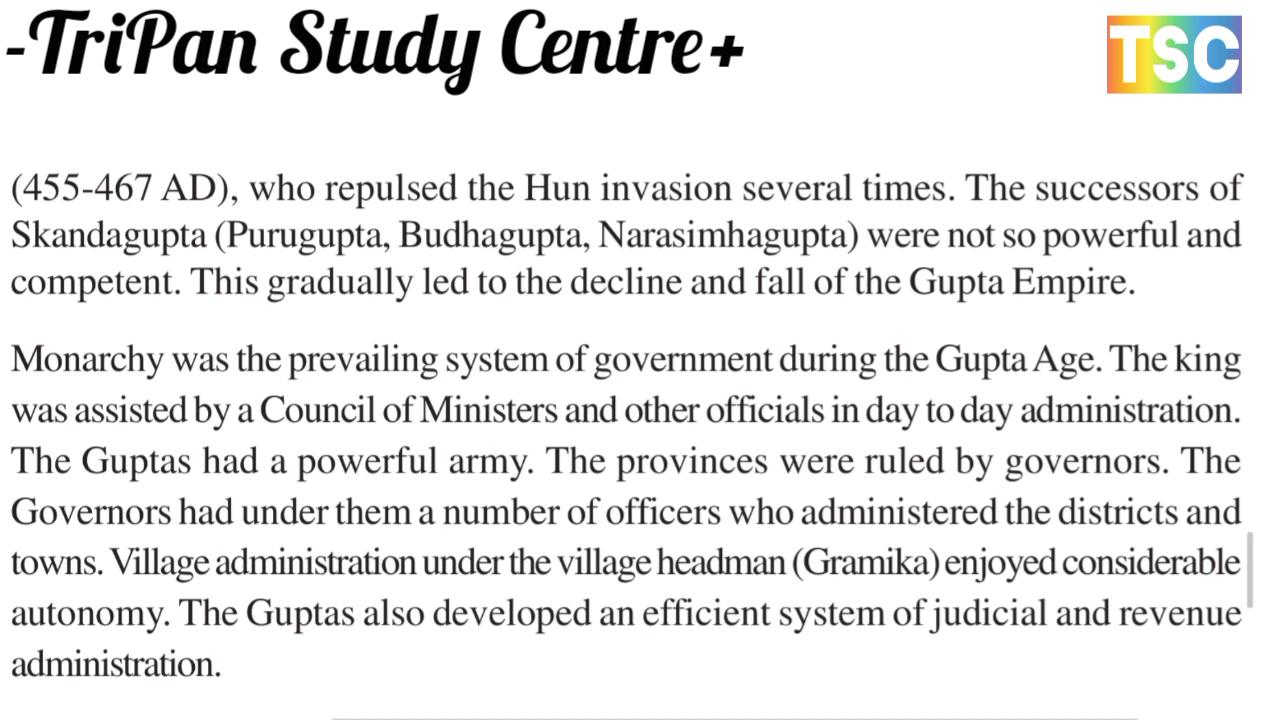 -TriPan Study Centre+
TSC
(455-467 AD), who repulsed the Hun invasion several times. The successors of
Skandagupta (Purugupta, Budhagupta, Narasimhagupta) were not so powerful and
competent. This gradually led to the decline and fall of the Gupta Empire.
Monarchy was the prevailing system of government during the Gupta Age. The king
was assisted by a Council of Ministers and other officials in day to day administration.
The Guptas had a powerful army. The provinces were ruled by governors. The
Governors had under them a number of officers who administered the districts and
towns. Village administration under the village headman (Gramika) enjoyed considerable
autonomy. The Guptas also developed an efficient system of judicial and revenue
administration.